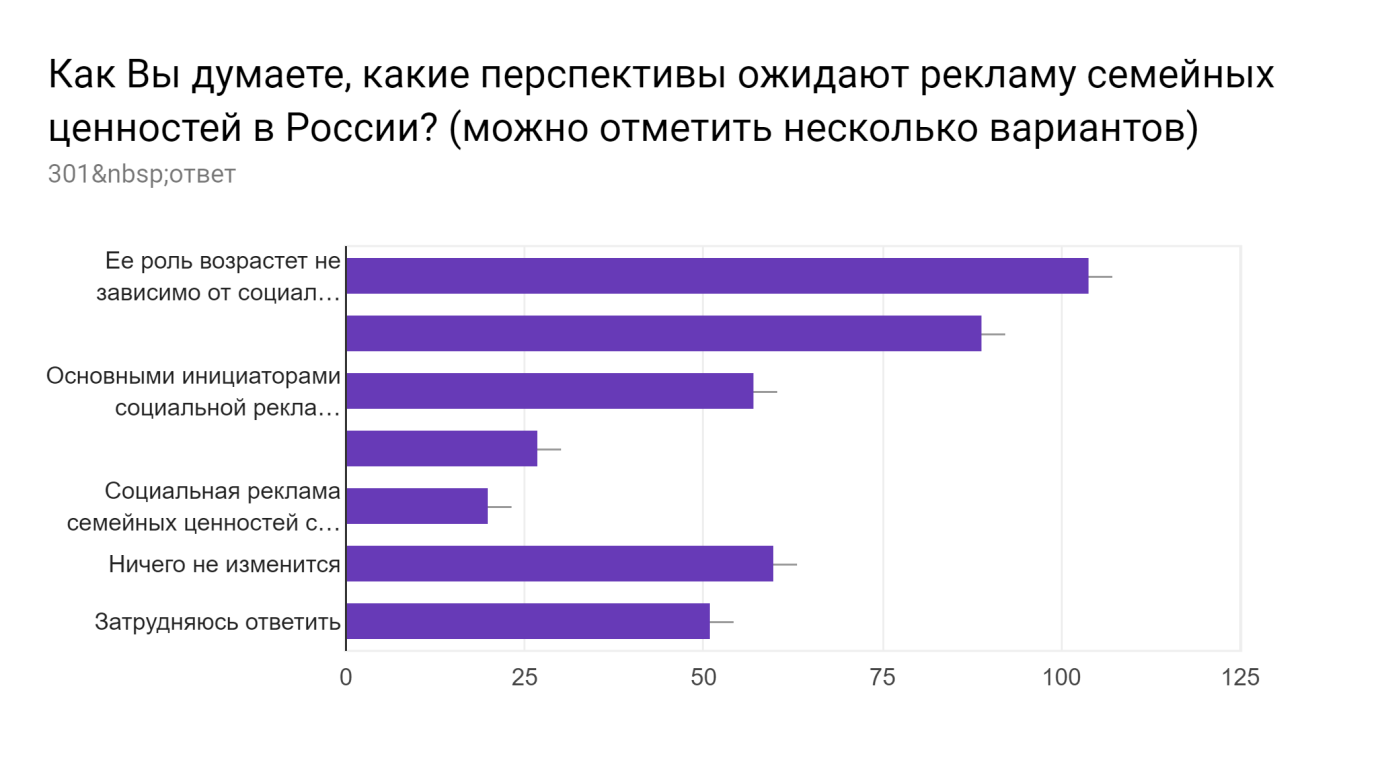 Как Вы думаете, какие перспективы ожидают рекламу семейных
ценностей в России? (можно отметить несколько вариантов)
301&nbsp;ответ
Ее роль возрастет не
зависимо от социал…
Основными инициаторами
социальной рекла…
Социальная реклама
семейных ценностей с…
Ничего не изменится
Затрудняюсь ответить
0 25 50 75 100 125